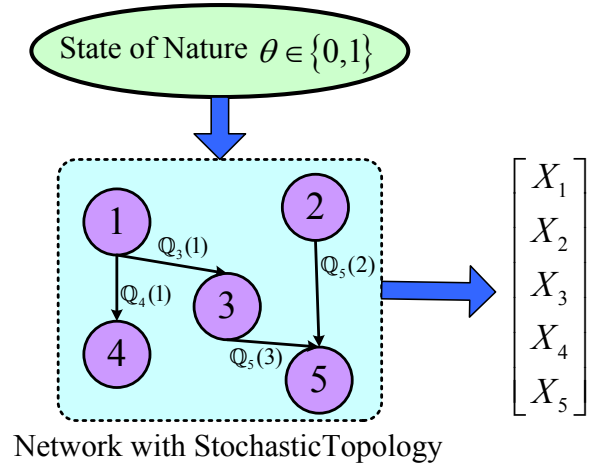 State of Nature θ ∈ {0,1}
1
2
ℚ₃(1)
ℚ₅(2)
ℚ₄(1)
3
4
ℚ₅(3)
5
X₁
X₂
X₃
X₄
X₅
Network with StochasticTopology